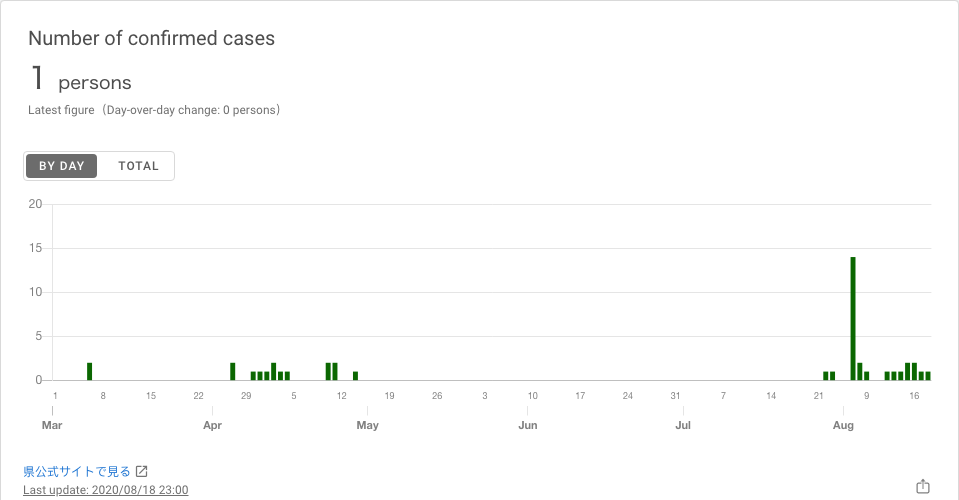 Number of confirmed cases
1 persons
Latest figure（Day-over-day change: 0 persons）
BY DAY TOTAL
20
15
10
5
0
1 8 15 22 29 5 12 19 26 3 10 17 24 31 7 14 21 9 16
Mar Apr May Jun Jul Aug
県公式サイトで見る
Last update: 2020/08/18 23:00